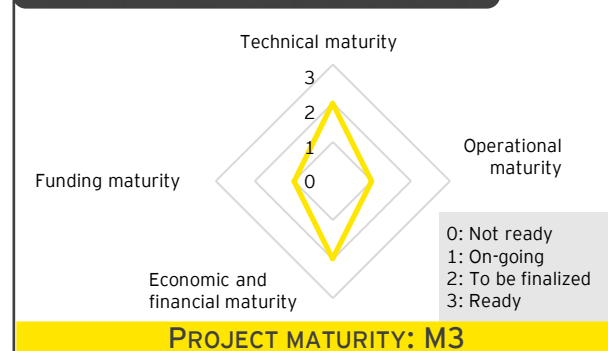 Technical maturity
3
2
1
0
Operational
maturity
Funding maturity
Economic and
financial maturity
0: Not ready
1: On-going
2: To be finalized
3: Ready
PROJECT MATURITY: M3